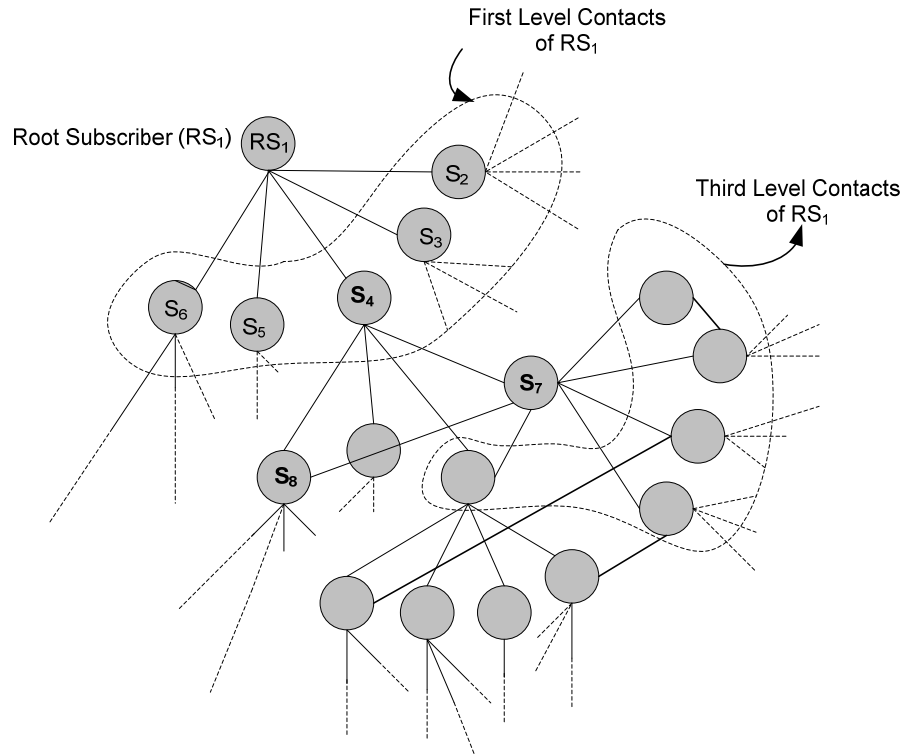 First Level Contacts
of RS₁
Root Subscriber (RS₁)
RS₁
S₂
Third Level Contacts
of RS₁
S₃
S₄
S₆
S₅
S₇
S₈